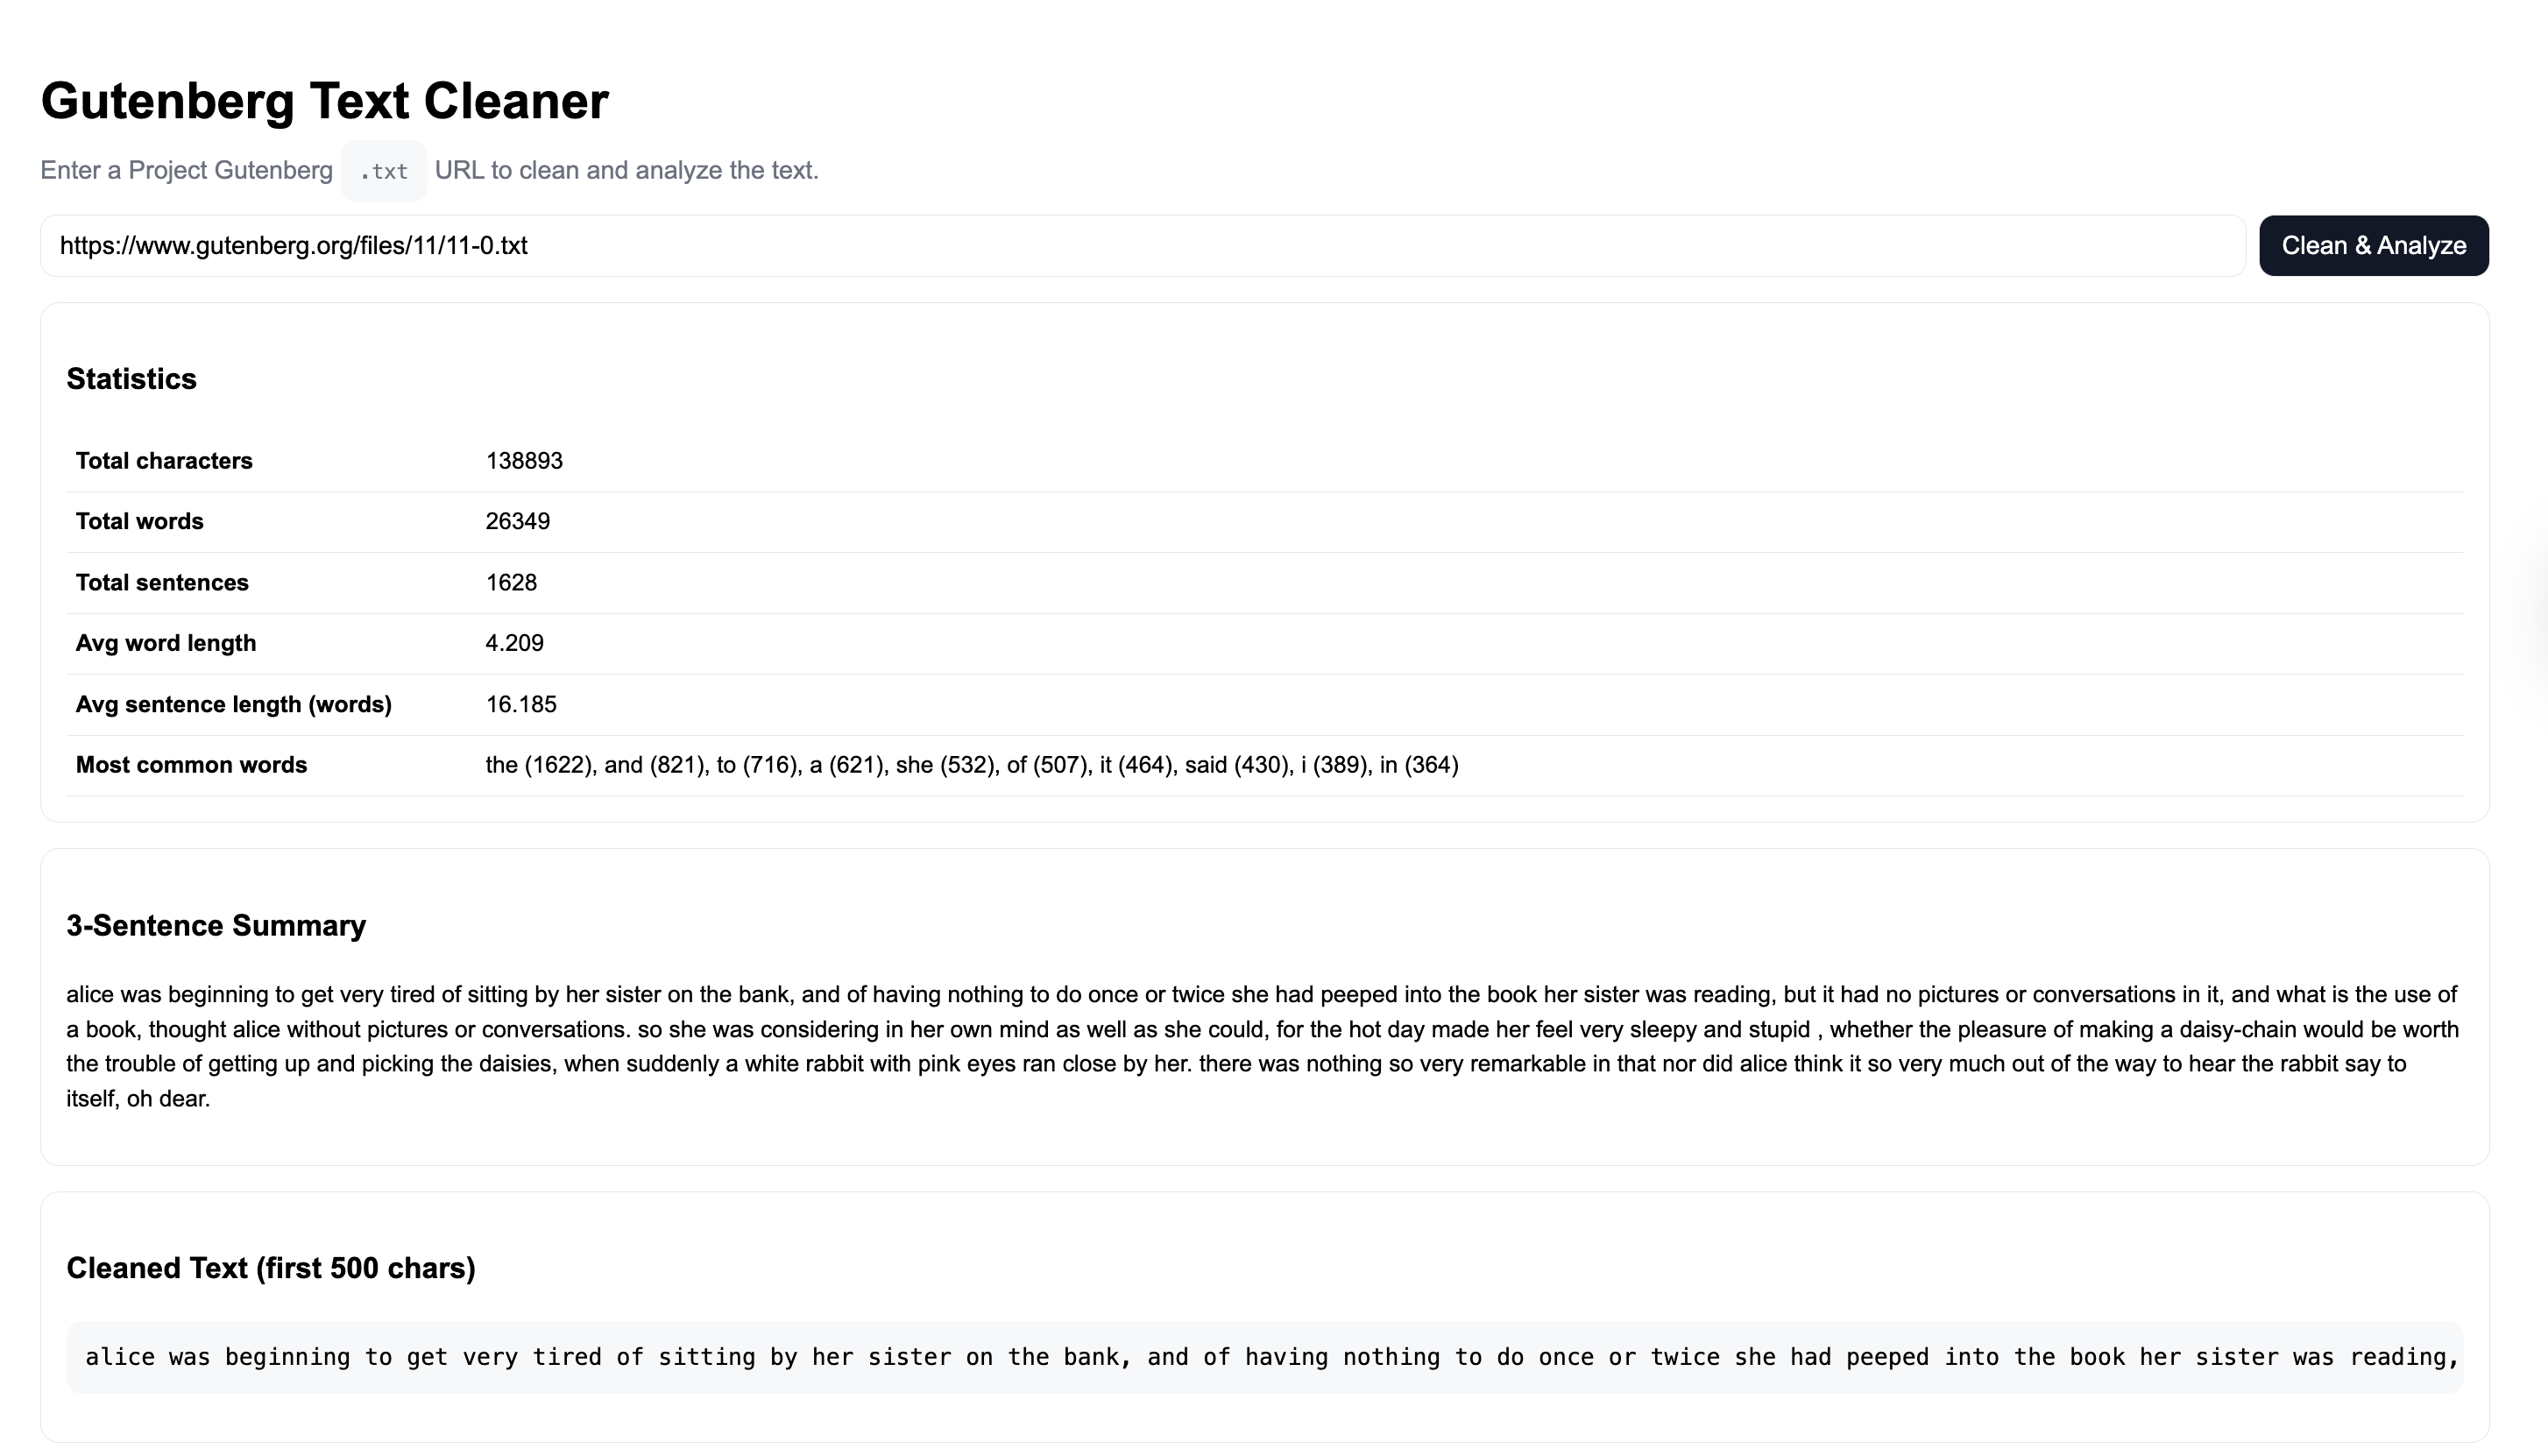 Gutenberg Text Cleaner
Enter a Project Gutenberg .txt URL to clean and analyze the text.
https://www.gutenberg.org/files/11/11-0.txt Clean & Analyze
Statistics
Total characters 138893
Total words 26349
Total sentences 1628
Avg word length 4.209
Avg sentence length (words) 16.185
Most common words the (1622), and (821), to (716), a (621), she (532), of (507), it (464), said (430), i (389), in (364)
3-Sentence Summary
alice was beginning to get very tired of sitting by her sister on the bank, and of having nothing to do once or twice she had peeped into the book her sister was reading, but it had no pictures or conversations in it, and what is the use of
a book, thought alice without pictures or conversations. so she was considering in her own mind as well as she could, for the hot day made her feel very sleepy and stupid , whether the pleasure of making a daisy-chain would be worth
the trouble of getting up and picking the daisies, when suddenly a white rabbit with pink eyes ran close by her. there was nothing so very remarkable in that nor did alice think it so very much out of the way to hear the rabbit say to
itself, oh dear.
Cleaned Text (first 500 chars)
alice was beginning to get very tired of sitting by her sister on the bank, and of having nothing to do once or twice she had peeped into the book her sister was reading,